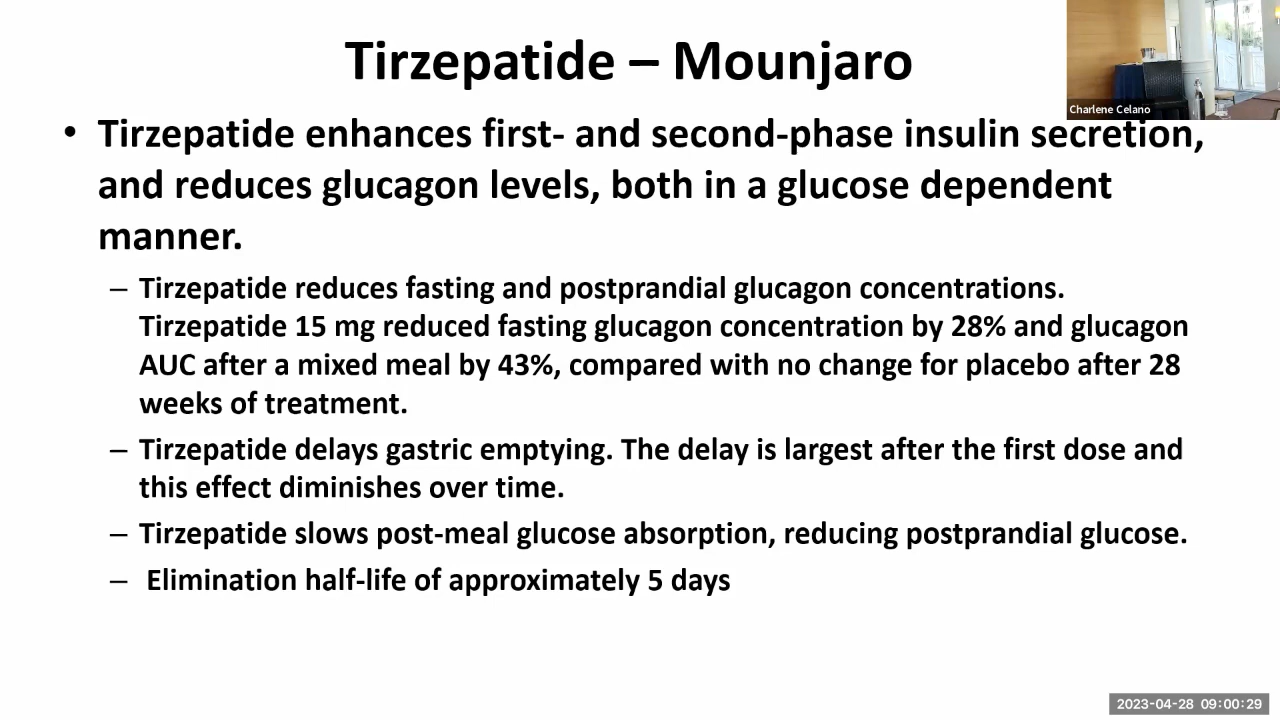 Tirzepatide – Mounjaro
Charlene Celano
• Tirzepatide enhances first- and second-phase insulin secretion,
and reduces glucagon levels, both in a glucose dependent
manner.
– Tirzepatide reduces fasting and postprandial glucagon concentrations.
Tirzepatide 15 mg reduced fasting glucagon concentration by 28% and glucagon
AUC after a mixed meal by 43%, compared with no change for placebo after 28
weeks of treatment.
– Tirzepatide delays gastric emptying. The delay is largest after the first dose and
this effect diminishes over time.
– Tirzepatide slows post-meal glucose absorption, reducing postprandial glucose.
– Elimination half-life of approximately 5 days
2023-04-28 09:00:29